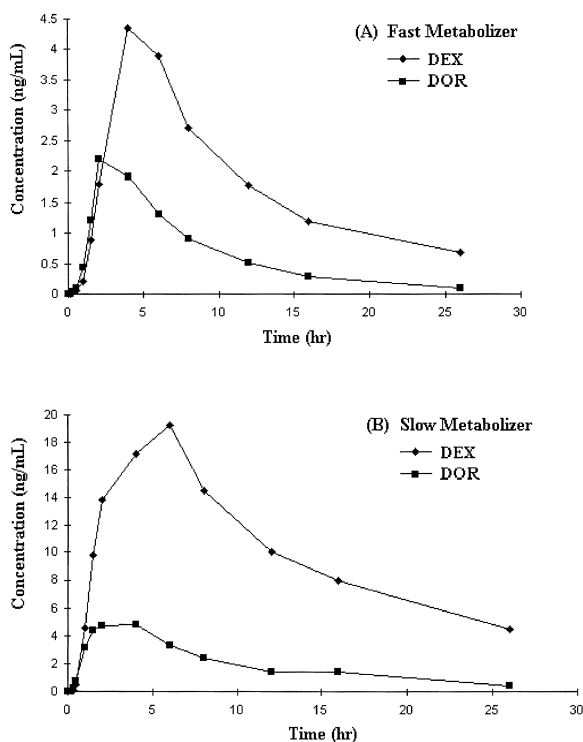 (A) Fast Metabolizer
DEX
DOR
Concentration (ng/mL)
4.5
4
3.5
3
2.5
2
1.5
1
0.5
0
0 5 10 15 20 25 30
Time (hr)
(B) Slow Metabolizer
DEX
DOR
Concentration (ng/mL)
20
18
16
14
12
10
8
6
4
2
0
0 5 10 15 20 25 30
Time (hr)